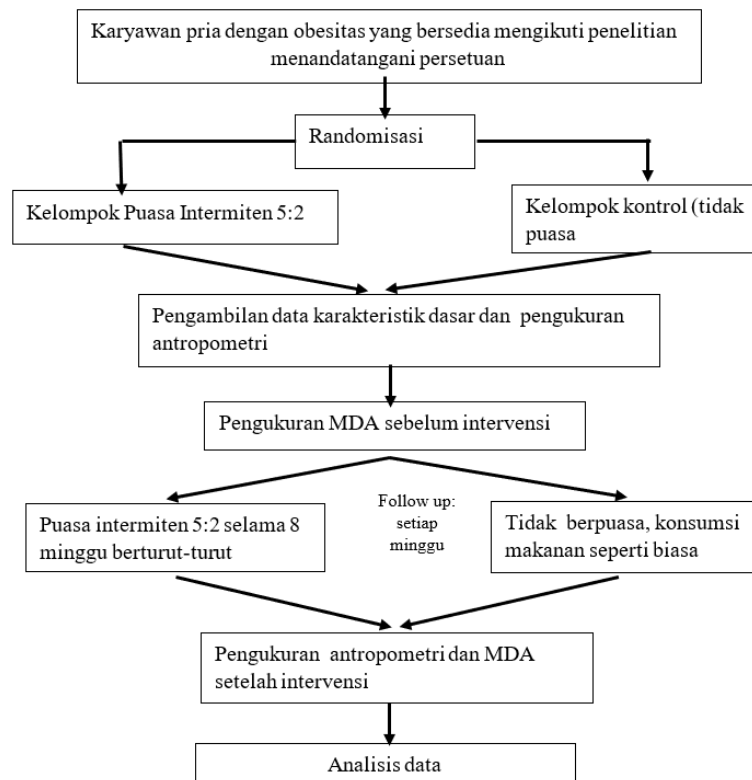 Karyawan pria dengan obesitas yang bersedia mengikuti penelitian
menandatangani persetuan
Randomisasi
Kelompok Puasa Intermiten 5:2
Kelompok kontrol (tidak
puasa
Pengambilan data karakteristik dasar dan pengukuran
antropometri
Pengukuran MDA sebelum intervensi
Puasa intermiten 5:2 selama 8
minggu berturut-turut
Follow up:
setiap
minggu
Tidak berpuasa, konsumsi
makanan seperti biasa
Pengukuran antropometri dan MDA
setelah intervensi
Analisis data